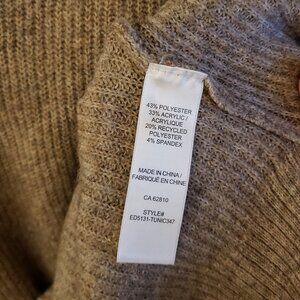 43% POLYESTER
33% ACRYLIC /
ACRYLIQUE
20% RECYCLED
POLYESTER
4% SPANDEX
MADE IN CHINA /
FABRIQUÉ EN CHINE
CA 62810
STYLE#
ED5131-TUNIC347